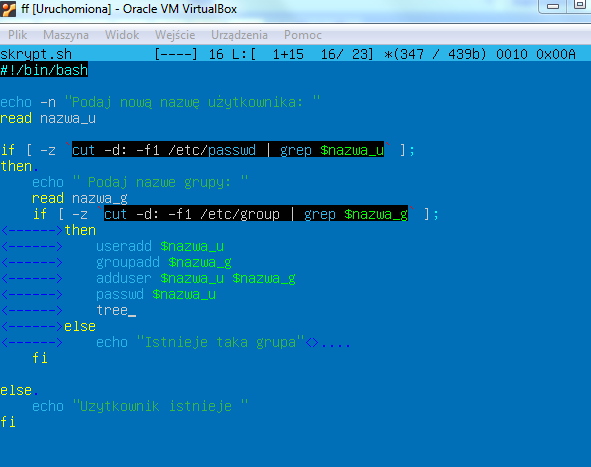 ff [Uruchomiona] - Oracle VM VirtualBox
Plik Maszyna Widok Wejście Urządzenia Pomoc
skrypt.sh [----] 16 L:[ 1+15 16/ 23] *(347 / 439b) 0010 0x00A
#!/bin/bash
echo -n "Podaj nową nazwę użytkownika: "
read nazwa_u
if [ -z `cut -d: -f1 /etc/passwd | grep $nazwa_u` ];
then.
echo " Podaj nazwe grupy: "
read nazwa_g
if [ -z `cut -d: -f1 /etc/group | grep $nazwa_g` ];
<------>then
<------> useradd $nazwa_u
<------> groupadd $nazwa_g
<------> adduser $nazwa_u $nazwa_g
<------> passwd $nazwa_u
<------> tree_
<------>else
<------> echo "Istnieje taka grupa"<>....
fi
else.
echo "Uzytkownik istnieje "
fi